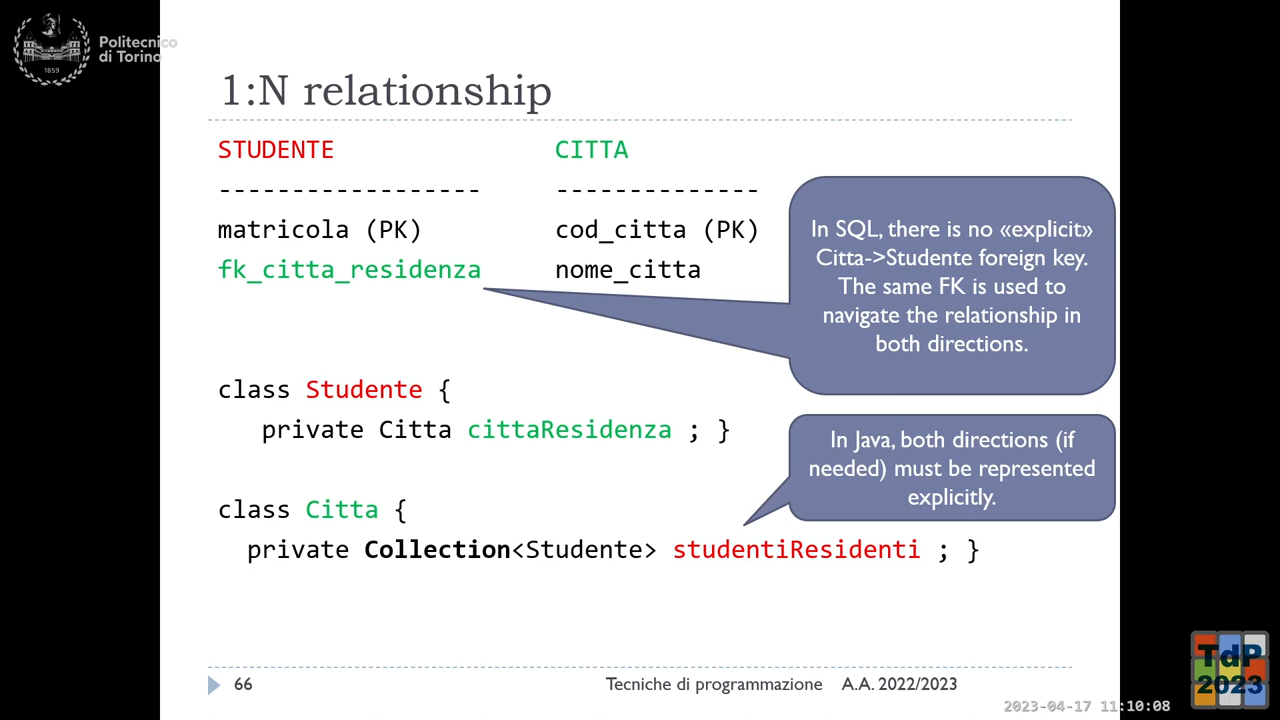 Politecnico
di Torino
1859
1:N relationship
STUDENTE
CITTA
------------------
--------------
matricola (PK)
cod_citta (PK)
fk_citta_residenza
nome_citta
In SQL, there is no «explicit»
Citta->Studente foreign key.
The same FK is used to
navigate the relationship in
both directions.
class Studente {
private Citta cittaResidenza ; }
In Java, both directions (if
needed) must be represented
explicitly.
class Citta {
private Collection<Studente> studentiResidenti ; }
66
Tecniche di programmazione A.A. 2022/2023
TdP
2023
2023-04-17 11:10:08